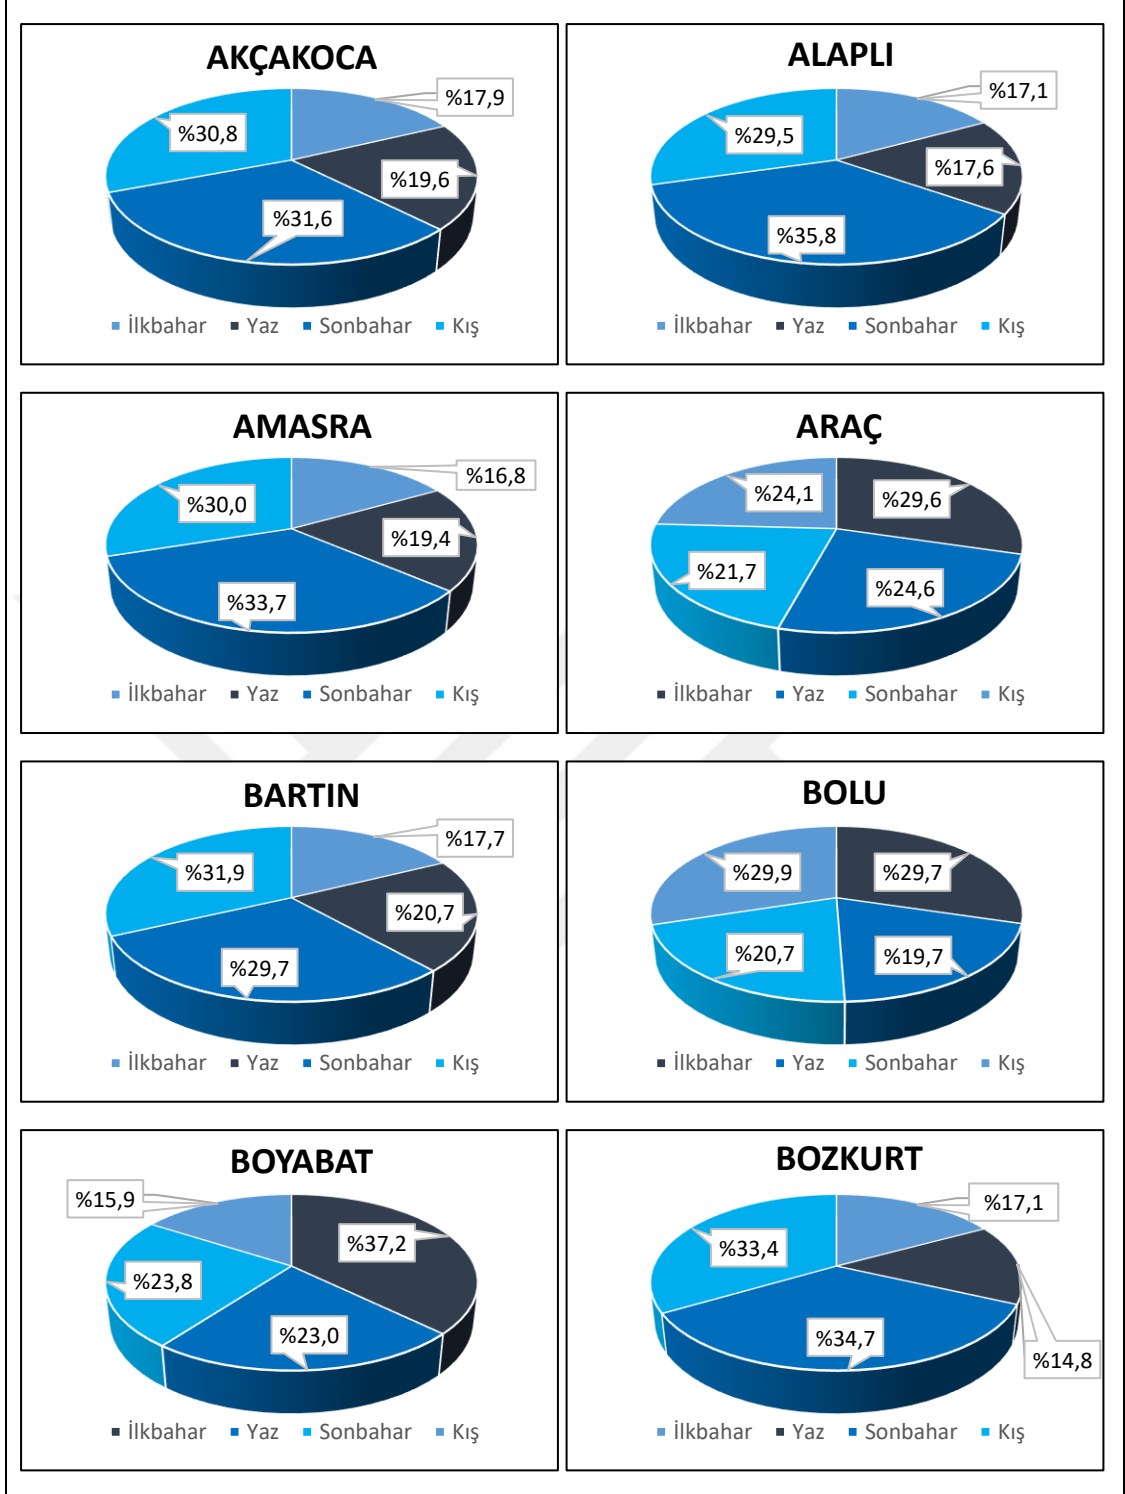 AKÇAKOCA
%17,9
%30,8
%19,6
%31,6
İlkbahar Yaz Sonbahar Kış
ALAPLI
%17,1
%29,5
%17,6
%35,8
İlkbahar Yaz Sonbahar Kış
AMASRA
%16,8
%30,0
%19,4
%33,7
İlkbahar Yaz Sonbahar Kış
ARAÇ
%24,1
%29,6
%21,7
%24,6
İlkbahar Yaz Sonbahar Kış
BARTIN
%17,7
%31,9
%20,7
%29,7
İlkbahar Yaz Sonbahar Kış
BOLU
%29,9
%29,7
%20,7
%19,7
İlkbahar Yaz Sonbahar Kış
BOYABAT
%15,9
%37,2
%23,8
%23,0
İlkbahar Yaz Sonbahar Kış
BOZKURT
%17,1
%33,4
%34,7
%14,8
İlkbahar Yaz Sonbahar Kış